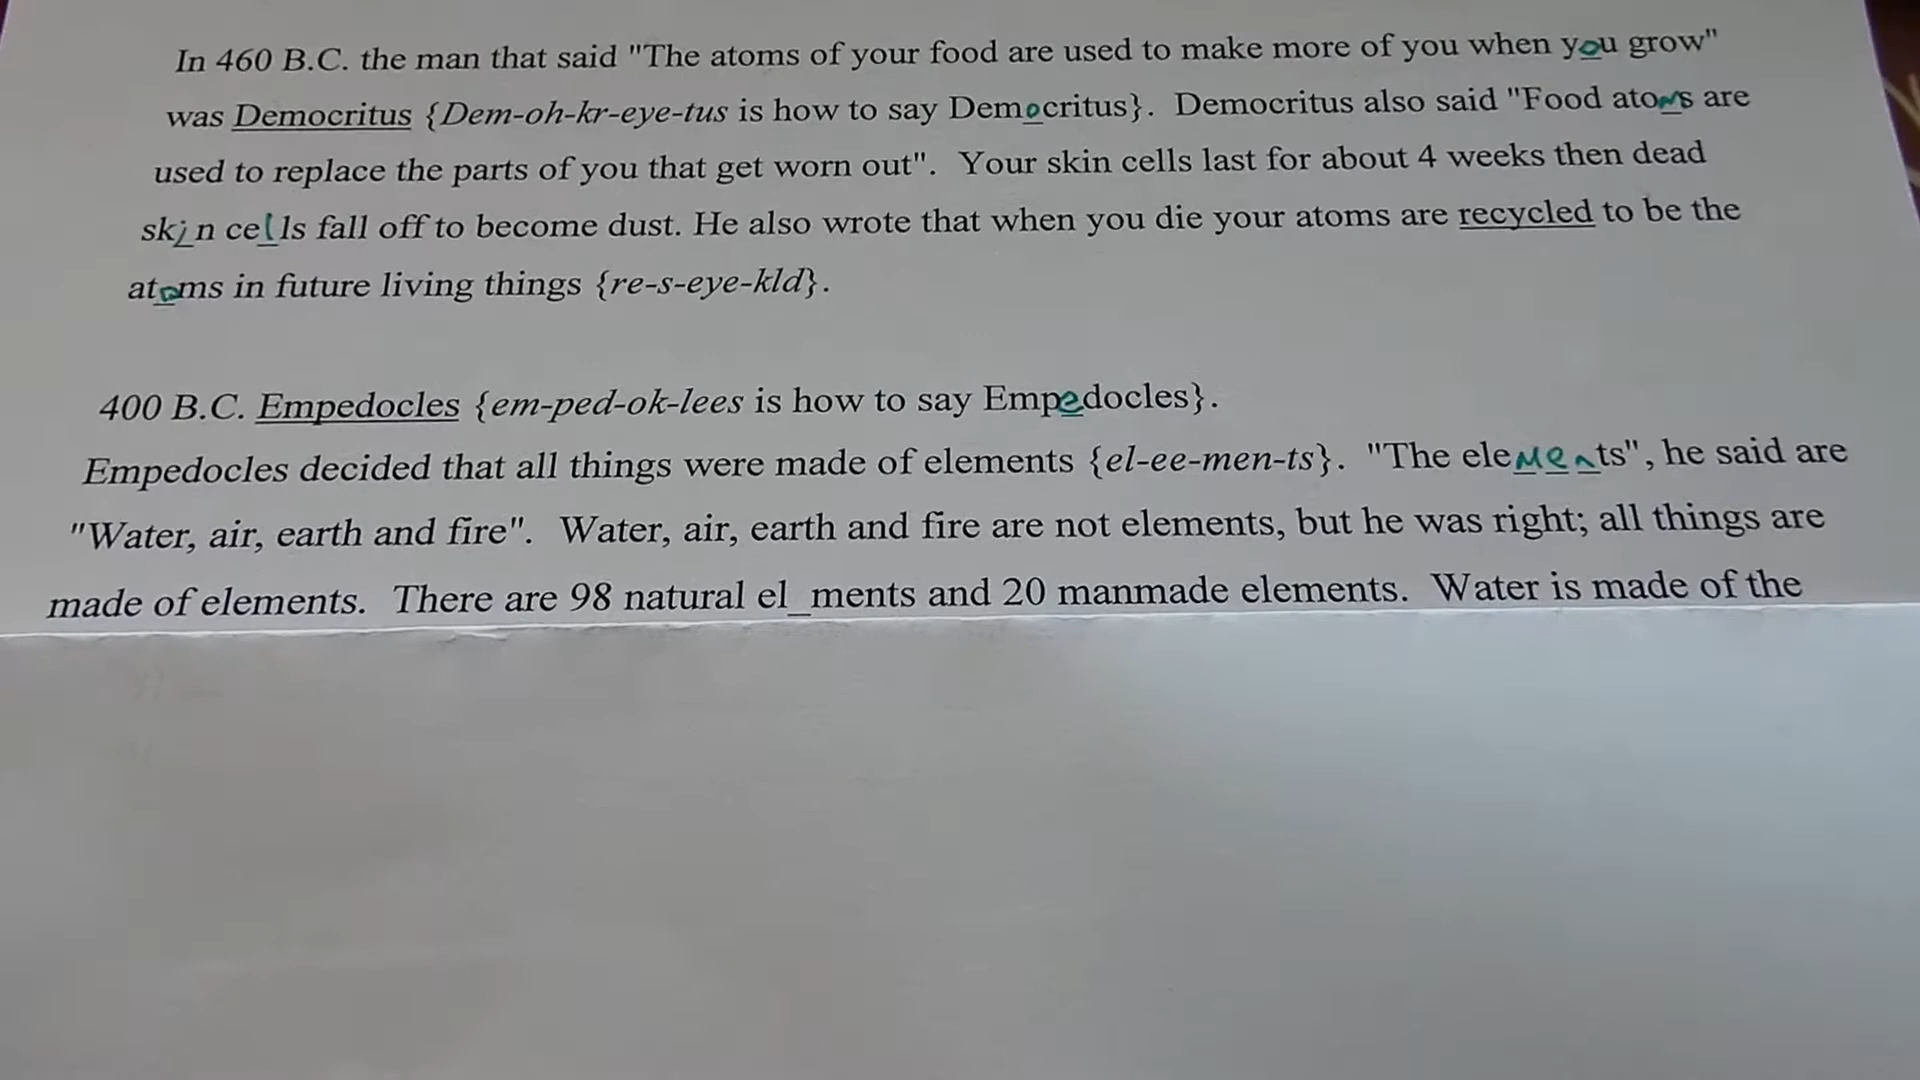 In 460 B.C. the man that said "The atoms of your food are used to make more of you when you grow"
was Democritus {Dem-oh-kr-eye-tus is how to say Democritus}. Democritus also said "Food atoms are
used to replace the parts of you that get worn out". Your skin cells last for about 4 weeks then dead
skin cells fall off to become dust. He also wrote that when you die your atoms are recycled to be the
atoms in future living things {re-s-eye-kld}.
400 B.C. Empedocles {em-ped-ok-lees is how to say Empedocles}.
Empedocles decided that all things were made of elements {el-ee-men-ts}. "The elements", he said are
"Water, air, earth and fire". Water, air, earth and fire are not elements, but he was right; all things are
made of elements. There are 98 natural el_ments and 20 manmade elements. Water is made of the